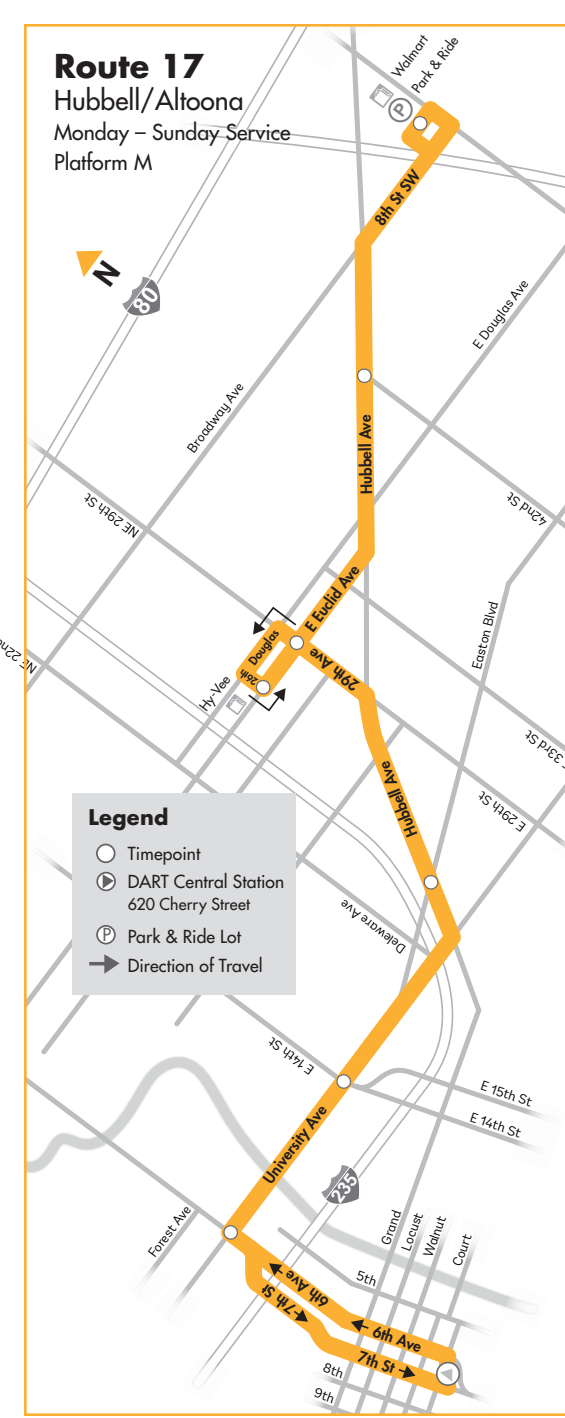 Route 17
Hubbell/Altoona
Monday – Sunday Service
Platform M
Walmart
Park & Ride
P
8th St SW
N
80
E Douglas Ave
Broadway Ave
Hubbell Ave
NE 29th St
42nd St
E Euclid Ave
Easton Blvd
Douglas
29th Ave
26th
Hy-Vee
NE 22nd
E 33rd St
E 29th St
Hubbell Ave
Legend
Timepoint
DART Central Station
620 Cherry Street
P Park & Ride Lot
Direction of Travel
Deleware Ave
E 14th St
E 15th St
E 14th St
University Ave
235
Forest Ave
Grand
Locust
Walnut
Court
5th
6th Ave
7th St
6th Ave
7th St
8th
9th